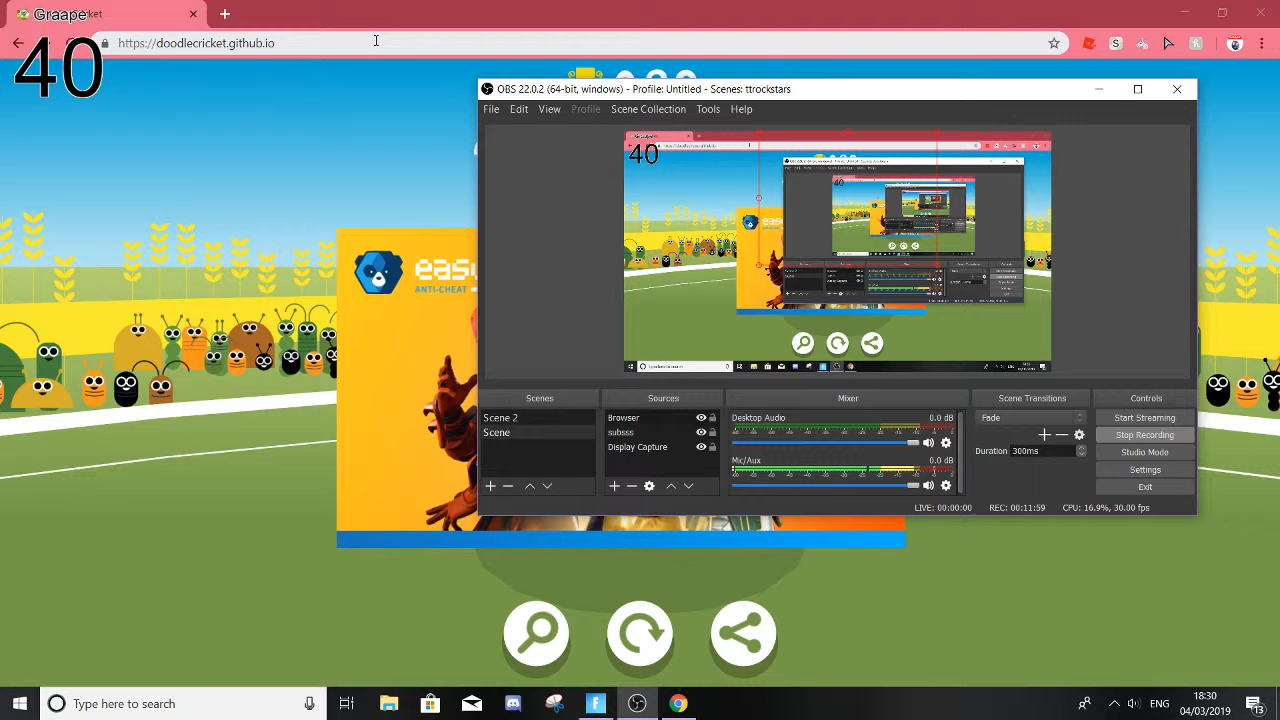 Graape
https://doodlecricket.github.io
40
easy
ANTI-CHEAT
OBS 22.0.2 (64-bit, windows) - Profile: Untitled - Scenes: ttrockstars
File Edit View Profile Scene Collection Tools Help
40
40
Scenes Sources Mixer Scene Transitions Controls
Scene 2
Scene
Browser
subsss
Display Capture
Desktop Audio 0.0 dB
Mic/Aux 0.0 dB
Fade
Duration 300ms
Start Streaming
Stop Recording
Studio Mode
Settings
Exit
LIVE: 00:00:00 REC: 00:11:59 CPU: 16.9%, 30.00 fps
Type here to search
ENG
18:30
04/03/2019
13